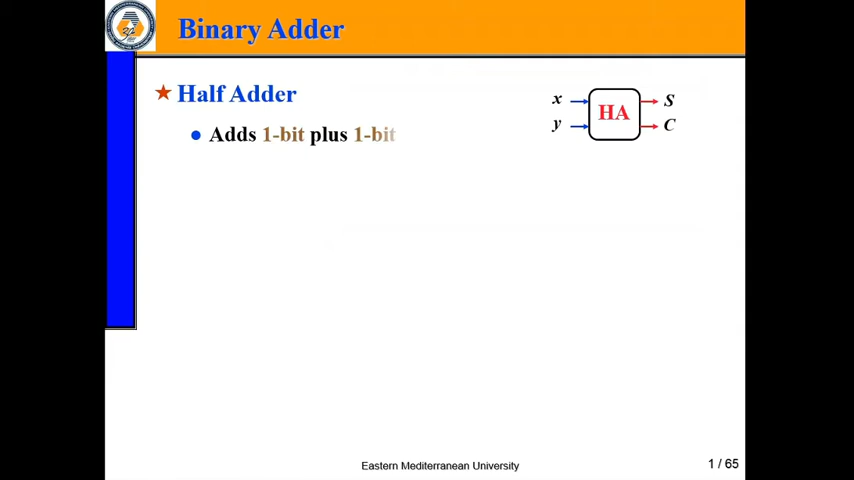 Binary Adder
Half Adder
Adds 1-bit plus 1-bit
x
y
HA
S
C
Eastern Mediterranean University
1 / 65